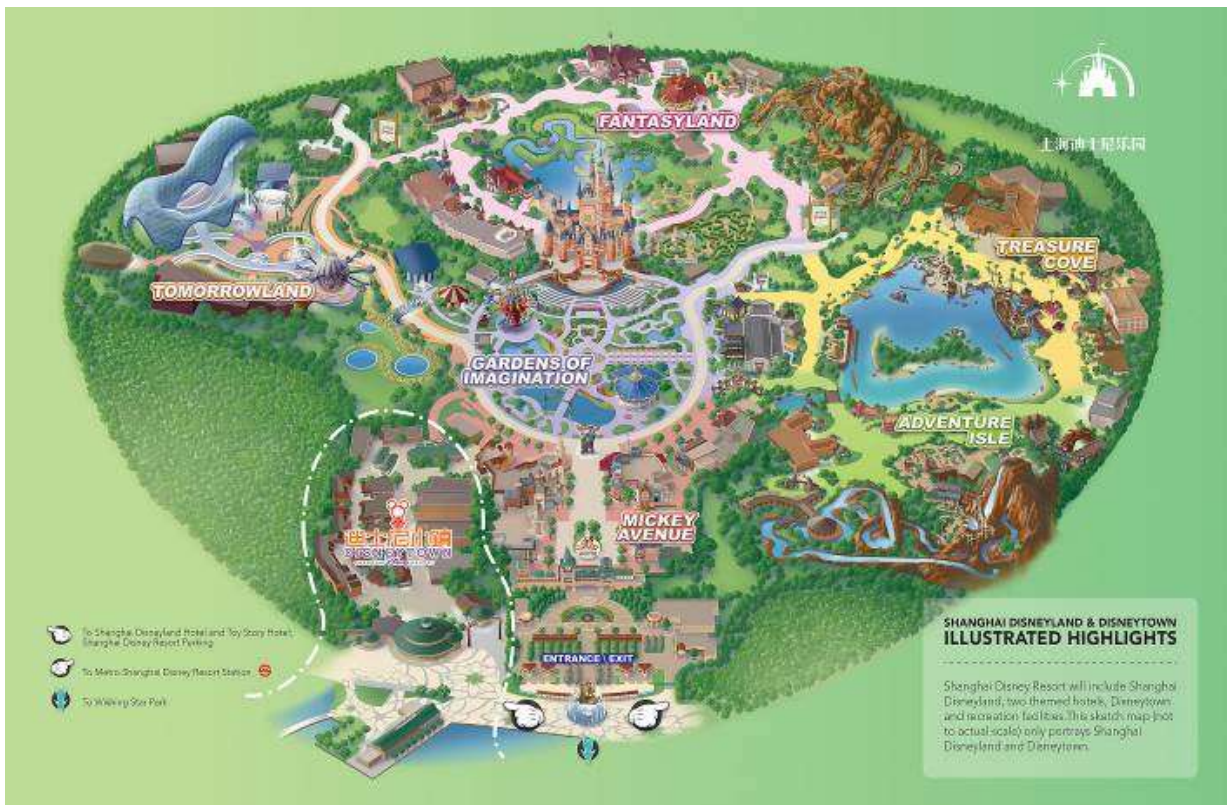 FANTASYLAND
上海迪士尼乐园
TREASURE
COVE
TOMORROWLAND
GARDENS OF
IMAGINATION
ADVENTURE
ISLE
MICKEY
AVENUE
迪士尼小镇
DISNEYTOWN
ENTRANCE \ EXIT
To Shanghai Disneyland Hotel and Toy Story Hotel,
Shanghai Disney Resort Parking
To Metro Shanghai Disney Resort Station
To Wishing Star Park
SHANGHAI DISNEYLAND & DISNEYTOWN
ILLUSTRATED HIGHLIGHTS
Shanghai Disney Resort will include Shanghai
Disneyland, two themed hotels, Disneytown
and recreation facilities. This sketch map (not
to actual scale) only portrays Shanghai
Disneyland and Disneytown.